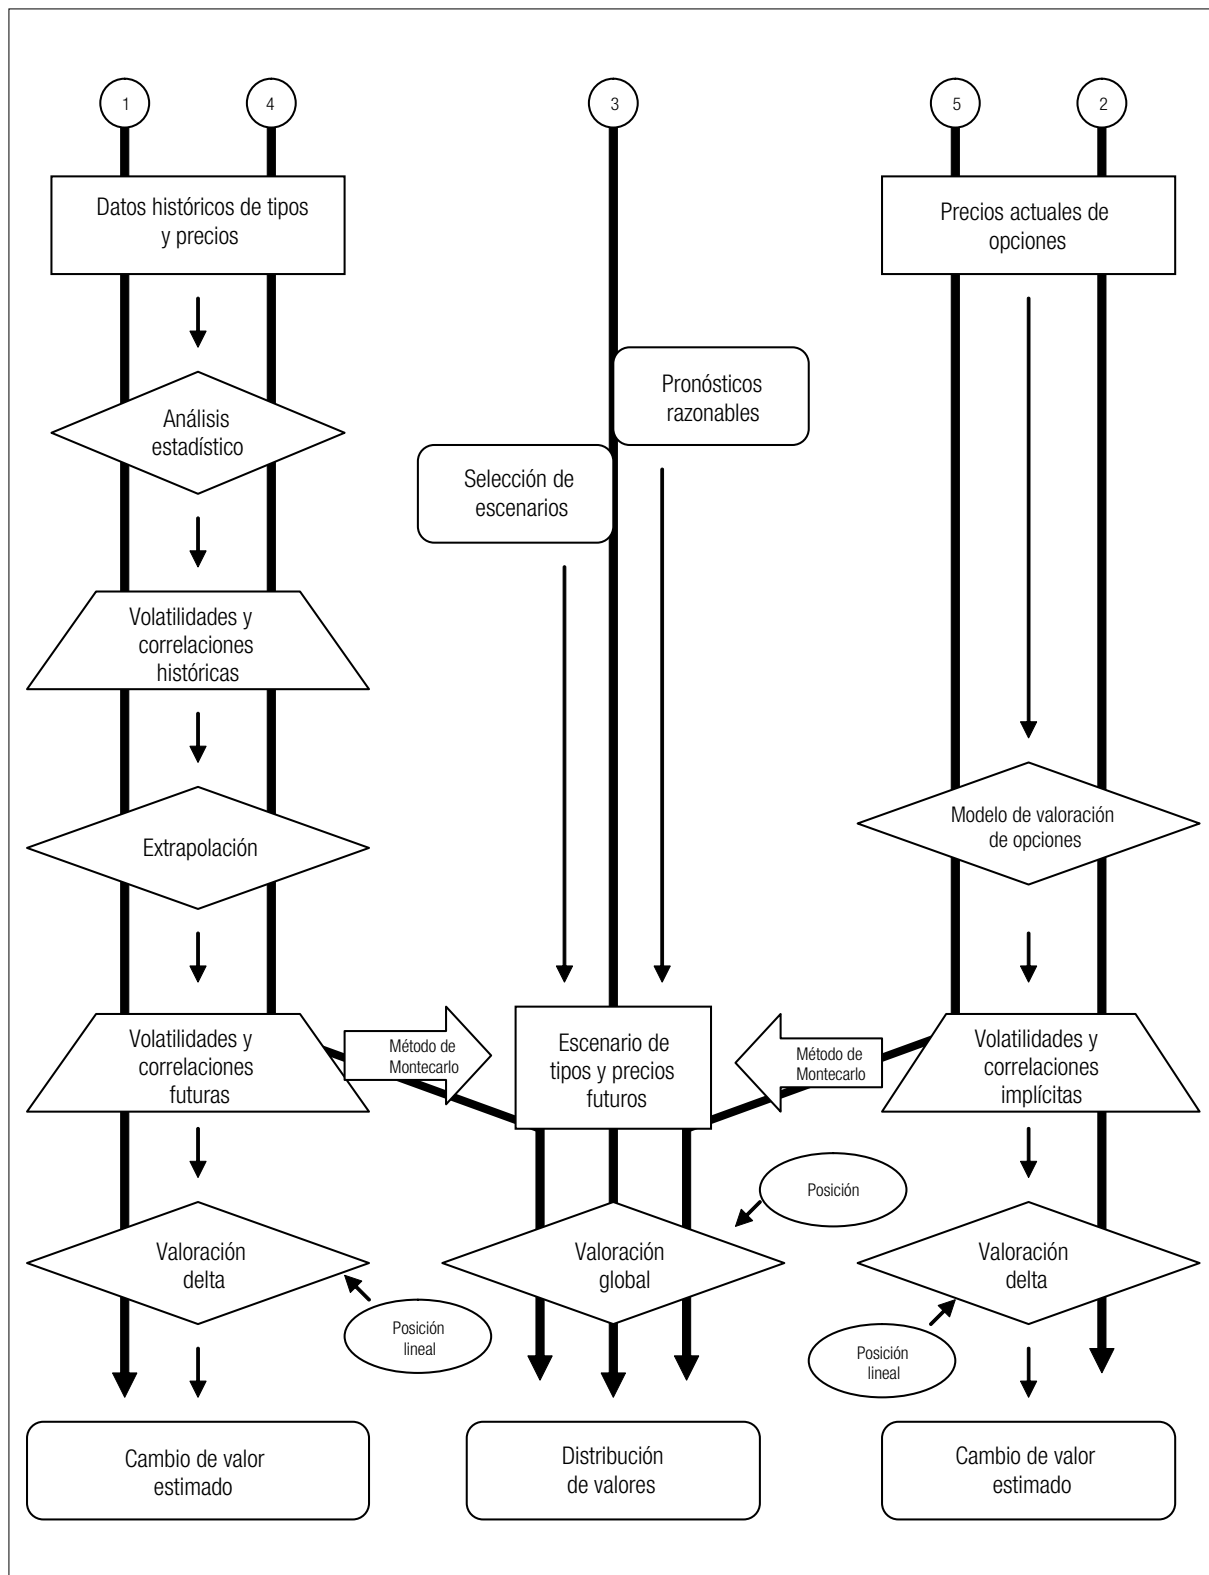 1
4
3
5
2
Datos históricos de tipos
y precios
Precios actuales de
opciones
Pronósticos
razonables
Análisis
estadístico
Selección de
escenarios
Volatilidades y
correlaciones
históricas
Modelo de valoración
de opciones
Extrapolación
Volatilidades y
correlaciones
futuras
Método de
Montecarlo
Escenario de
tipos y precios
futuros
Método de
Montecarlo
Volatilidades y
correlaciones
implícitas
Posición
Valoración
delta
Valoración
global
Valoración
delta
Posición
lineal
Posición
lineal
Cambio de valor
estimado
Distribución
de valores
Cambio de valor
estimado